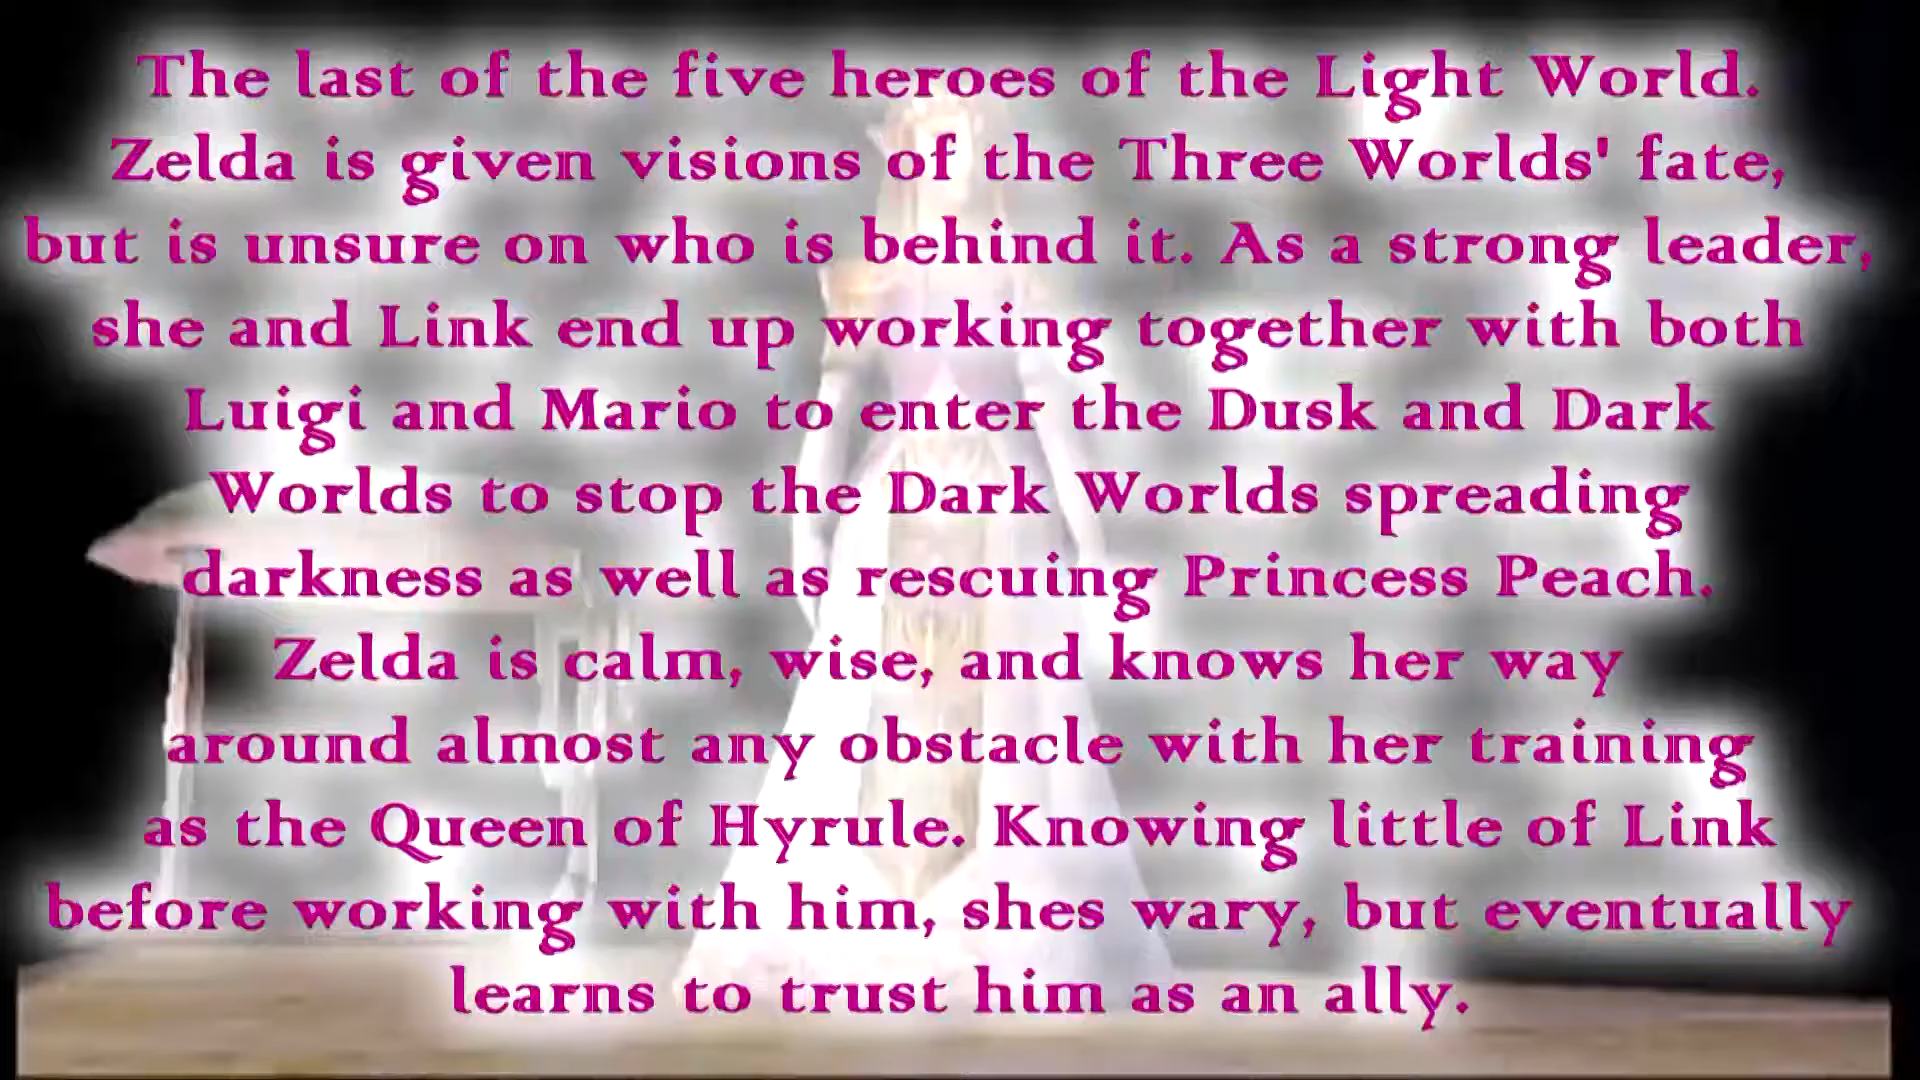 The last of the five heroes of the Light World.
Zelda is given visions of the Three Worlds' fate,
but is unsure on who is behind it. As a strong leader,
she and Link end up working together with both
Luigi and Mario to enter the Dusk and Dark
Worlds to stop the Dark Worlds spreading
darkness as well as rescuing Princess Peach.
Zelda is calm, wise, and knows her way
around almost any obstacle with her training
as the Queen of Hyrule. Knowing little of Link
before working with him, shes wary, but eventually
learns to trust him as an ally.